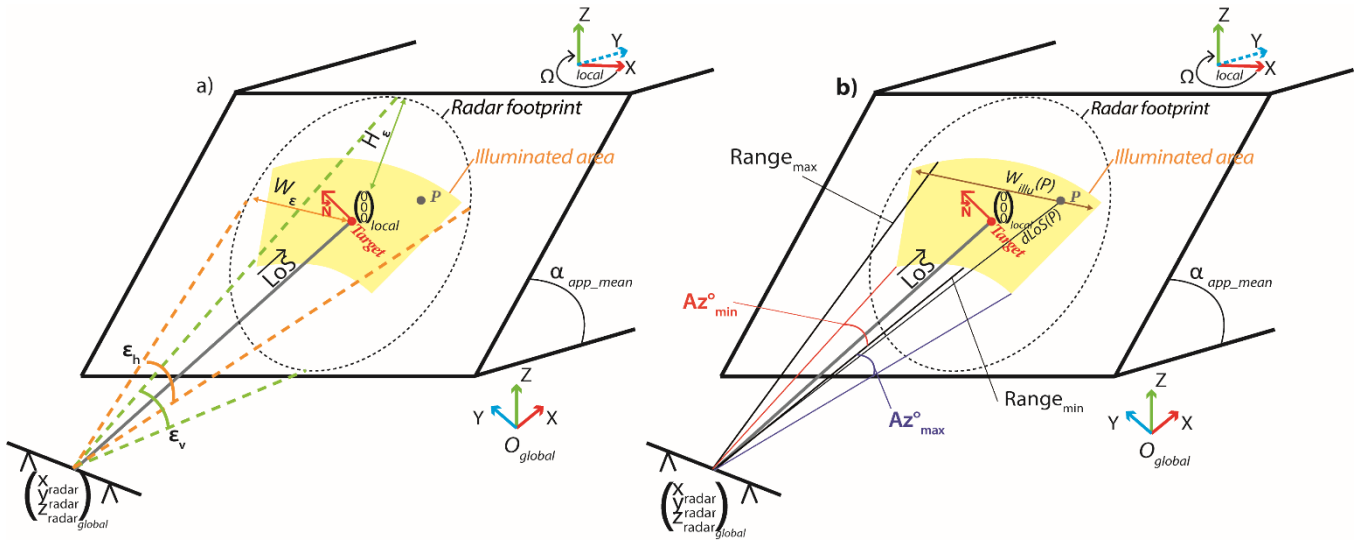 a)
Z
Y
X
Ω
local
Radar footprint
H ε
Illuminated area
W ε
P
N
(0 0 0) local
Target
LoS
α app_mean
ε h
ε v
Z
Y
X
O global
(x radar
y radar
z radar) global
b)
Z
Y
X
Ω
local
Radar footprint
Range max
Illuminated area
W illu (P)
P
N
(0 0 0) local
Target
dLoS(P)
LoS
α app_mean
Az° min
Range min
Az° max
Z
Y
X
O global
(x radar
y radar
z radar) global